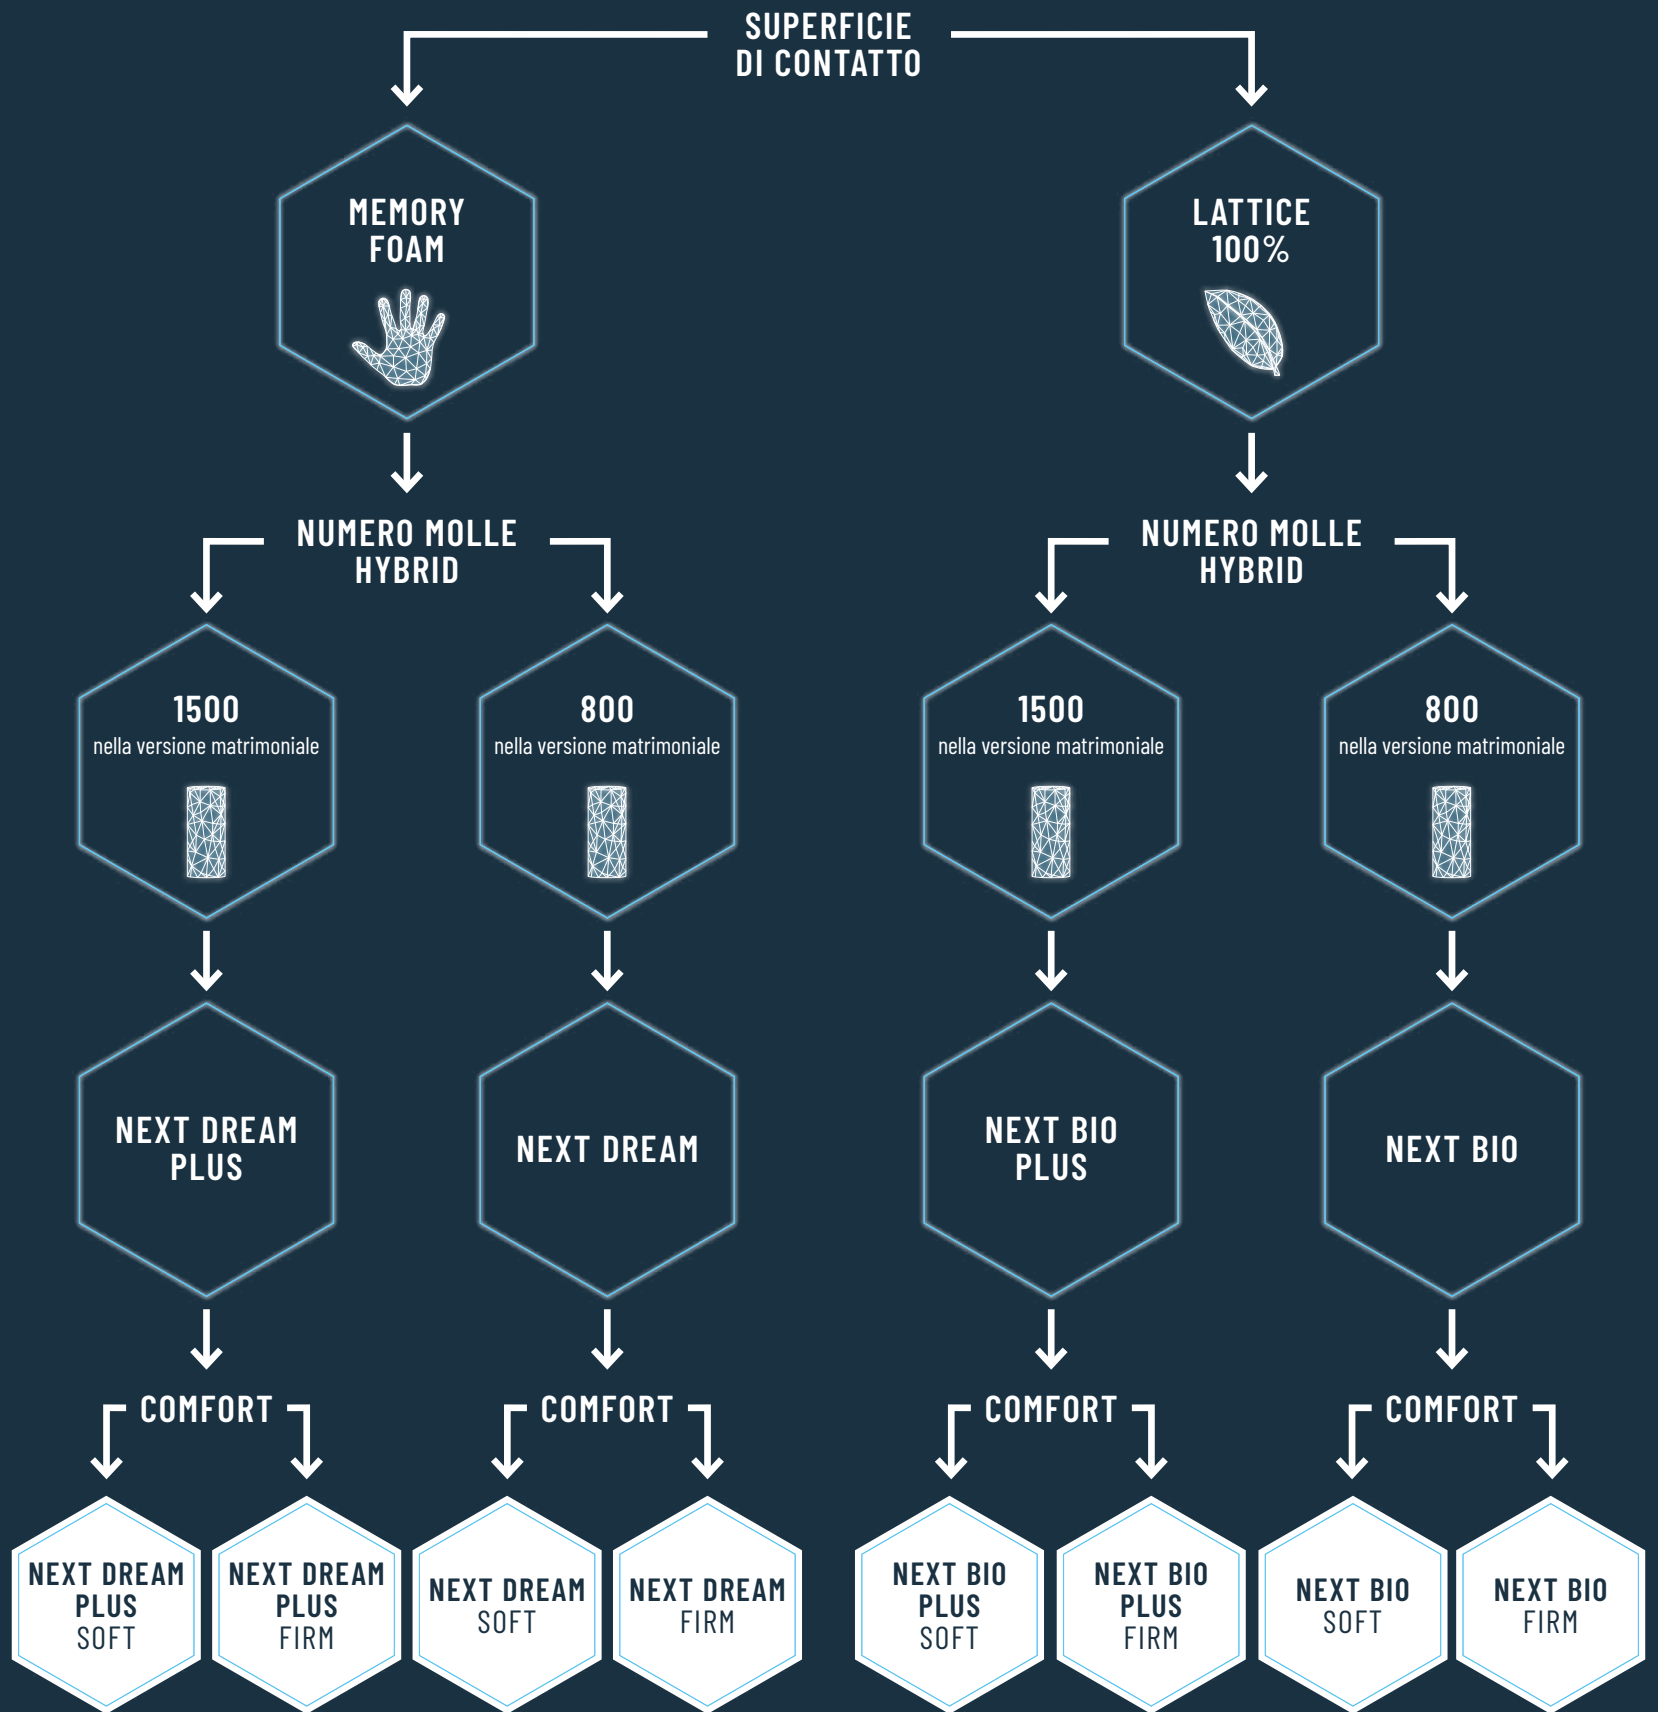 SUPERFICIE
DI CONTATTO
MEMORY
FOAM
LATTICE
100%
NUMERO MOLLE
HYBRID
NUMERO MOLLE
HYBRID
1500
nella versione matrimoniale
800
nella versione matrimoniale
1500
nella versione matrimoniale
800
nella versione matrimoniale
NEXT DREAM
PLUS
NEXT DREAM
NEXT BIO
PLUS
NEXT BIO
COMFORT
COMFORT
COMFORT
COMFORT
NEXT DREAM
PLUS
SOFT
NEXT DREAM
PLUS
FIRM
NEXT DREAM
SOFT
NEXT DREAM
FIRM
NEXT BIO
PLUS
SOFT
NEXT BIO
PLUS
FIRM
NEXT BIO
SOFT
NEXT BIO
FIRM